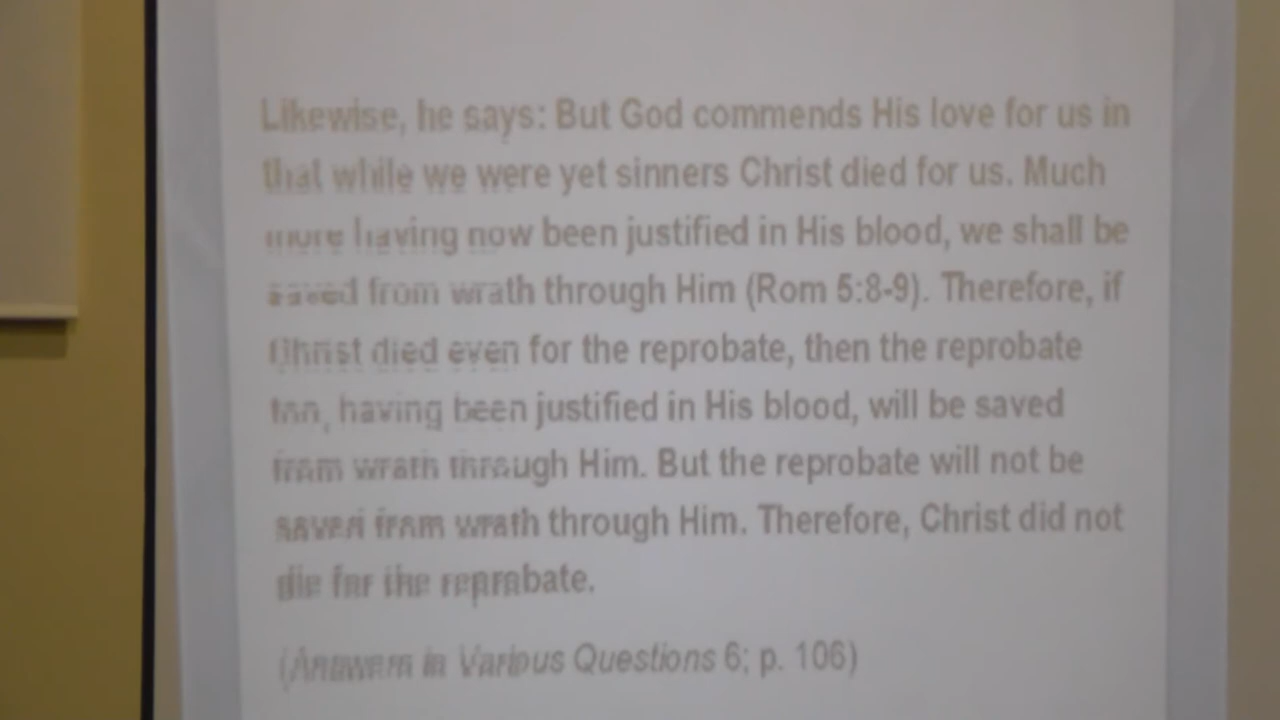 Likewise, he says: But God commends His love for us in
that while we were yet sinners Christ died for us. Much
more having now been justified in His blood, we shall be
saved from wrath through Him (Rom 5:8-9). Therefore, if
Christ died even for the reprobate, then the reprobate
too, having been justified in His blood, will be saved
from wrath through Him. But the reprobate will not be
saved from wrath through Him. Therefore, Christ did not
die for the reprobate.
(Answers in Various Questions 6; p. 106)